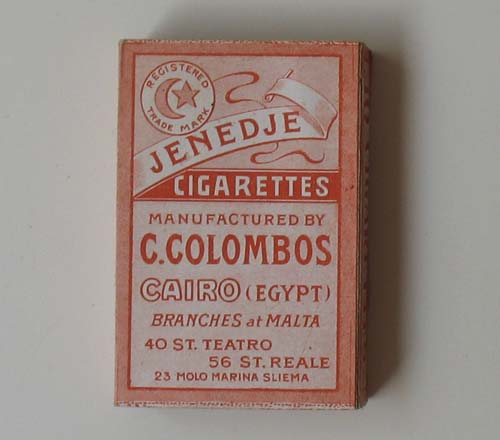 REGISTERED
TRADE MARK
JENEDJE
CIGARETTES
MANUFACTURED BY
C. COLOMBOS
CAIRO (EGYPT)
BRANCHES at MALTA
40 ST. TEATRO
56 ST. REALE
23 MOLO MARINA SLIEMA